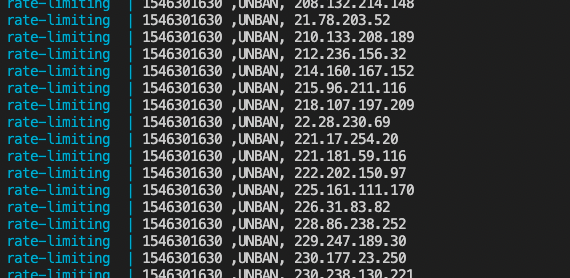 rate-limiting | 1546301630 ,UNBAN, 208.132.214.148
rate-limiting | 1546301630 ,UNBAN, 21.78.203.52
rate-limiting | 1546301630 ,UNBAN, 210.133.208.189
rate-limiting | 1546301630 ,UNBAN, 212.236.156.32
rate-limiting | 1546301630 ,UNBAN, 214.160.167.152
rate-limiting | 1546301630 ,UNBAN, 215.96.211.116
rate-limiting | 1546301630 ,UNBAN, 218.107.197.209
rate-limiting | 1546301630 ,UNBAN, 22.28.230.69
rate-limiting | 1546301630 ,UNBAN, 221.17.254.20
rate-limiting | 1546301630 ,UNBAN, 221.181.59.116
rate-limiting | 1546301630 ,UNBAN, 222.202.150.97
rate-limiting | 1546301630 ,UNBAN, 225.161.111.170
rate-limiting | 1546301630 ,UNBAN, 226.31.83.82
rate-limiting | 1546301630 ,UNBAN, 228.86.238.252
rate-limiting | 1546301630 ,UNBAN, 229.247.189.30
rate-limiting | 1546301630 ,UNBAN, 230.177.23.250
rate-limiting | 1546301630 ,UNBAN, 230.238.130.221